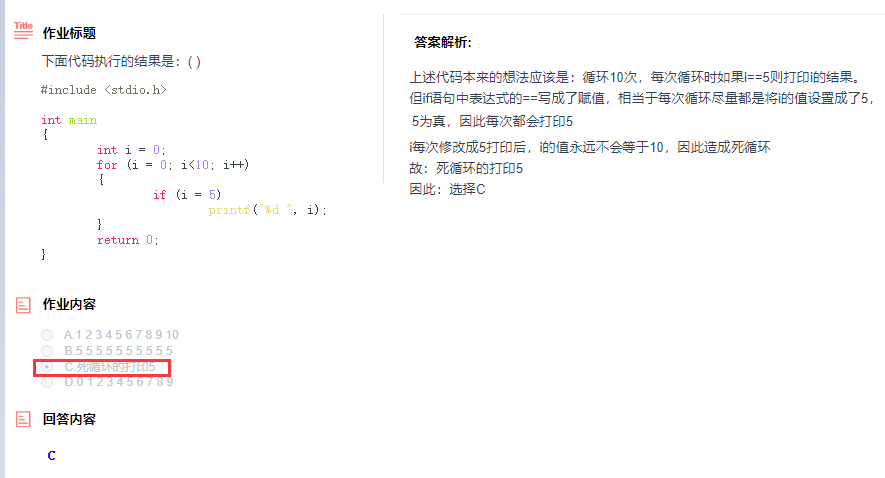 Title
作业标题
下面代码执行的结果是：( )
#include <stdio.h>
int main()
{
int i = 0;
for (i = 0; i<10; i++)
{
if (i = 5)
printf("%d ", i);
}
return 0;
}
作业内容
A.1 2 3 4 5 6 7 8 9 10
B.5 5 5 5 5 5 5 5 5 5
C.死循环的打印5
D.0 1 2 3 4 5 6 7 8 9
回答内容
C
答案解析：
上述代码本来的想法应该是：循环10次，每次循环时如果i==5则打印i的结果。
但if语句中表达式的==写成了赋值，相当于每次循环尽量都是将i的值设置成了5，
5为真，因此每次都会打印5
i每次修改成5打印后，i的值永远不会等于10，因此造成死循环
故：死循环的打印5
因此：选择C